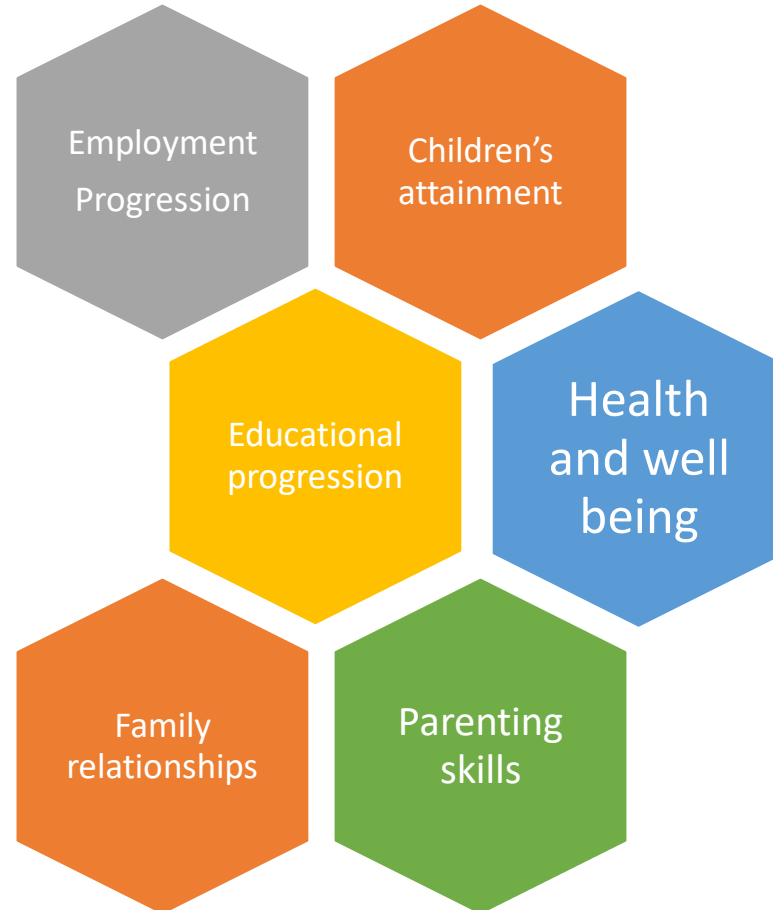 Employment
Progression
Children’s
attainment
Educational
progression
Health
and well
being
Family
relationships
Parenting
skills